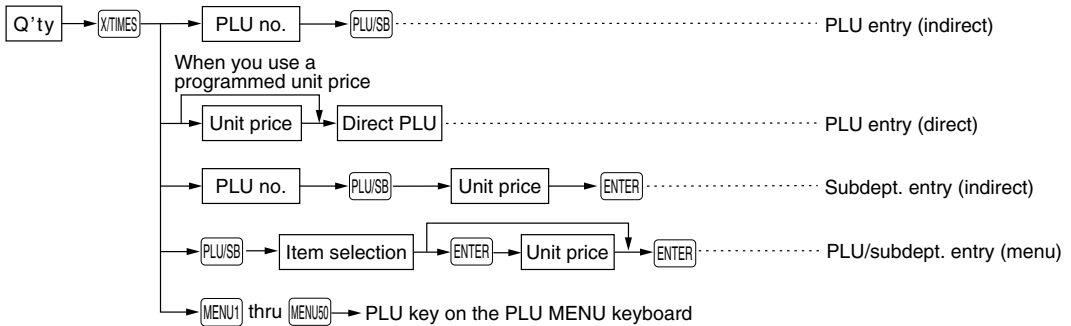 Q'ty X/TIMES PLU no. PLU/SB PLU entry (indirect)
When you use a
programmed unit price
Unit price Direct PLU PLU entry (direct)
PLU no. PLU/SB Unit price ENTER Subdept. entry (indirect)
PLU/SB Item selection ENTER Unit price ENTER PLU/subdept. entry (menu)
MENU1 thru MENU50 PLU key on the PLU MENU keyboard